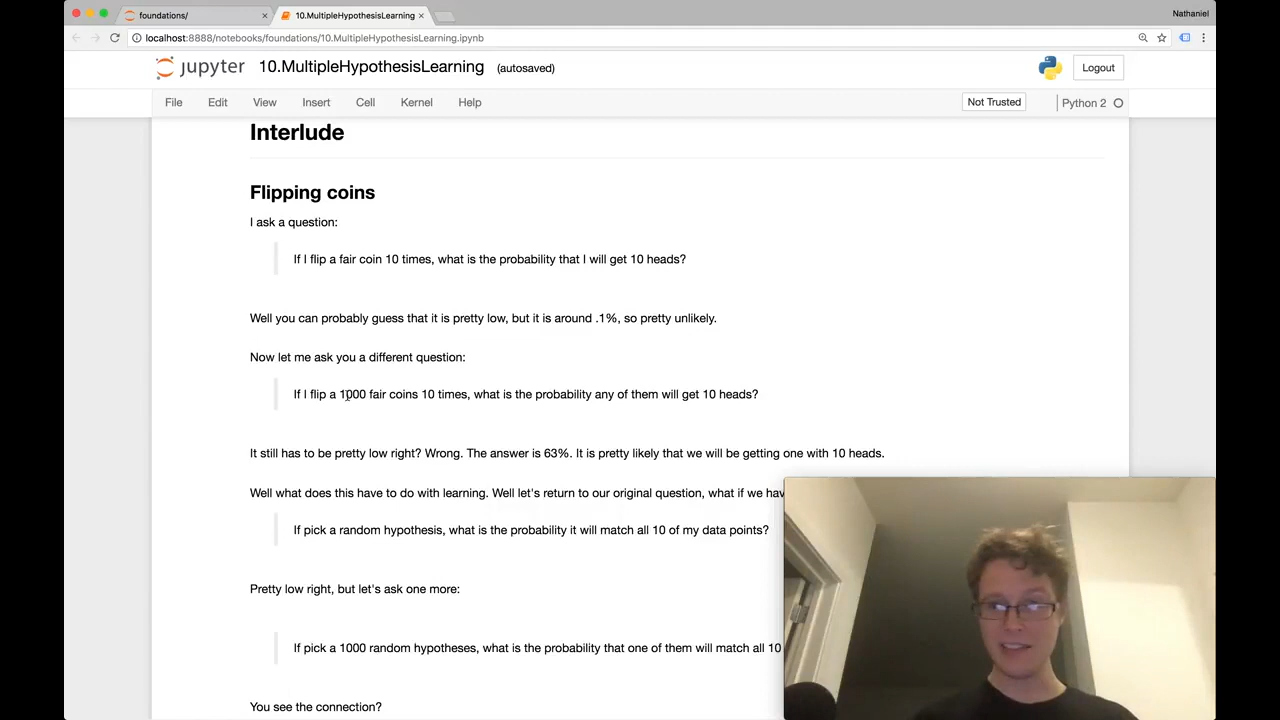 foundations/
10.MultipleHypothesisLearning
Nathaniel
localhost:8888/notebooks/foundations/10.MultipleHypothesisLearning.ipynb
jupyter 10.MultipleHypothesisLearning (autosaved)
Logout
File Edit View Insert Cell Kernel Help
Not Trusted
Python 2
Interlude
Flipping coins
I ask a question:
If I flip a fair coin 10 times, what is the probability that I will get 10 heads?
Well you can probably guess that it is pretty low, but it is around .1%, so pretty unlikely.
Now let me ask you a different question:
If I flip a 1000 fair coins 10 times, what is the probability any of them will get 10 heads?
It still has to be pretty low right? Wrong. The answer is 63%. It is pretty likely that we will be getting one with 10 heads.
Well what does this have to do with learning. Well let's return to our original question, what if we hav
If pick a random hypothesis, what is the probability it will match all 10 of my data points?
Pretty low right, but let's ask one more:
If pick a 1000 random hypotheses, what is the probability that one of them will match all 10
You see the connection?